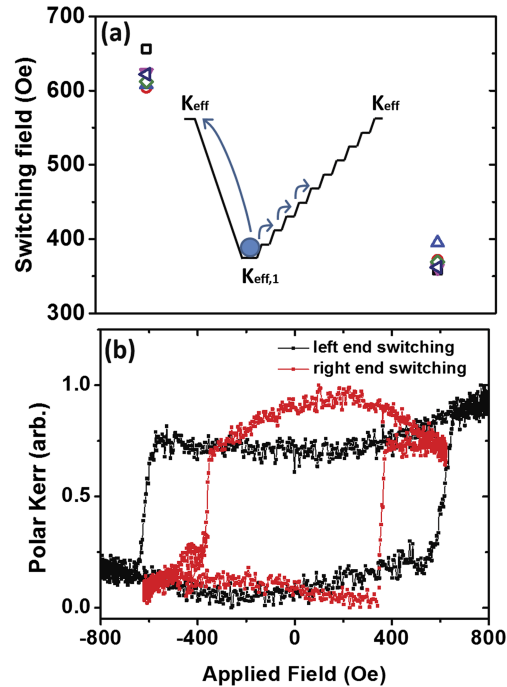 (a)
700
600
500
400
300
Switching field (Oe)
Keff
Keff
Keff,1
(b)
left end switching
right end switching
1.0
0.5
0.0
Polar Kerr (arb.)
-800
-400
0
400
800
Applied Field (Oe)